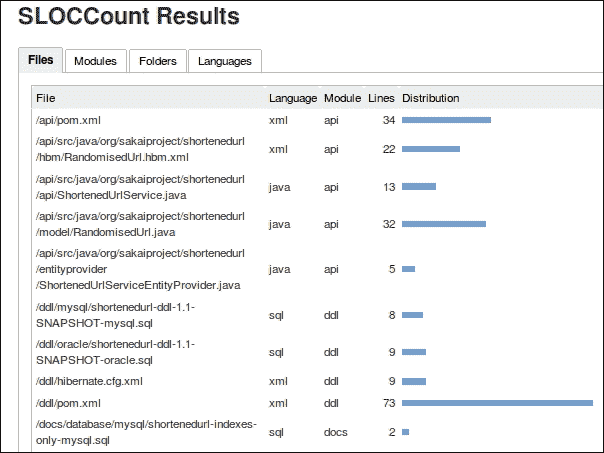 SLOCCount Results
Files Modules Folders Languages
File Language Module Lines Distribution
/api/pom.xml xml api 34
/api/src/java/org/sakaiproject/shortenedurl
/hbm/RandomisedUrl.hbm.xml xml api 22
/api/src/java/org/sakaiproject/shortenedurl
/api/ShortenedUrlService.java java api 13
/api/src/java/org/sakaiproject/shortenedurl
/model/RandomisedUrl.java java api 32
/api/src/java/org/sakaiproject/shortenedurl
/entityprovider java api 5
/ShortenedUrlServiceEntityProvider.java
/ddl/mysql/shortenedurl-ddl-1.1-
SNAPSHOT-mysql.sql sql ddl 8
/ddl/oracle/shortenedurl-ddl-1.1-
SNAPSHOT-oracle.sql sql ddl 9
/ddl/hibernate.cfg.xml xml ddl 9
/ddl/pom.xml xml ddl 73
/docs/database/mysql/shortenedurl-indexes-
only-mysql.sql sql docs 2